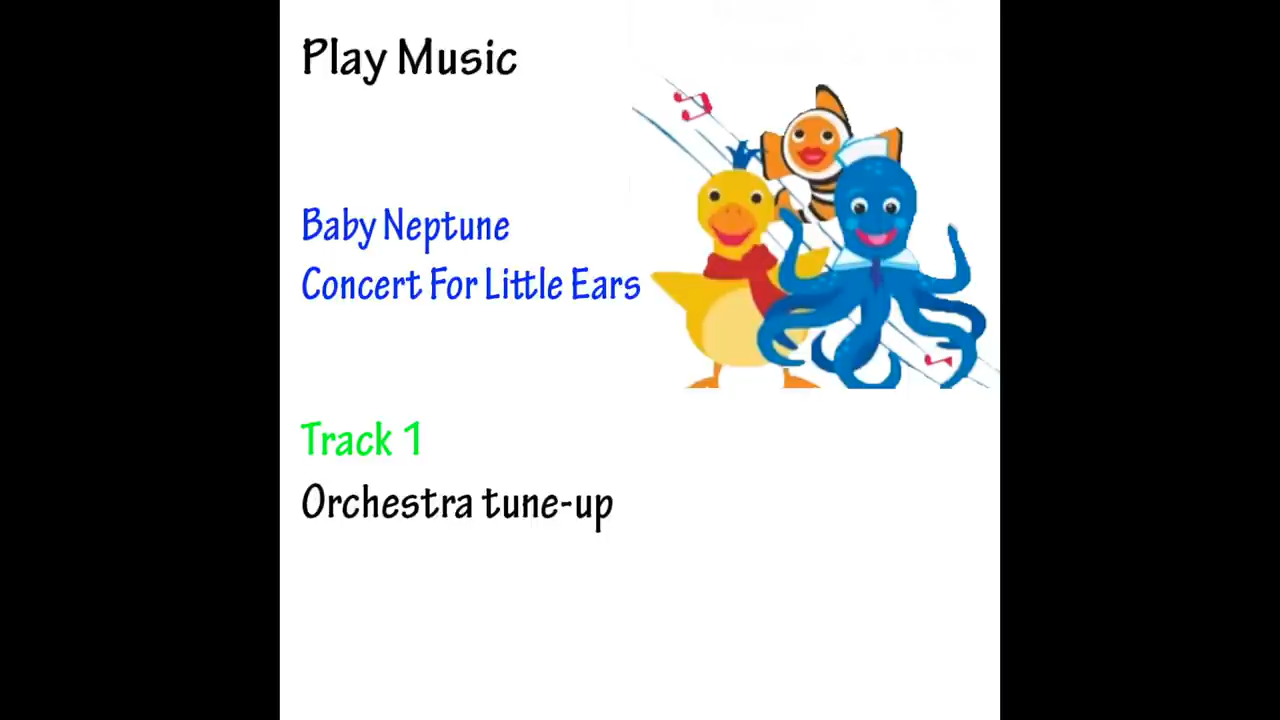 Play Music
Baby Neptune
Concert For Little Ears
Track 1
Orchestra tune-up